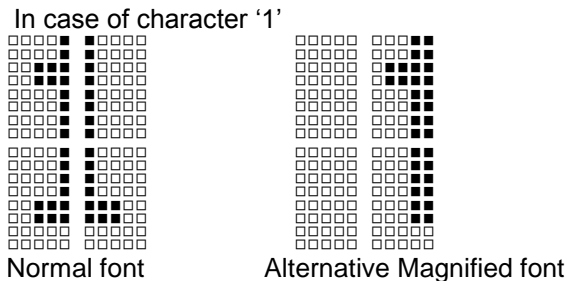 In case of character ‘1’
Normal font
Alternative Magnified font